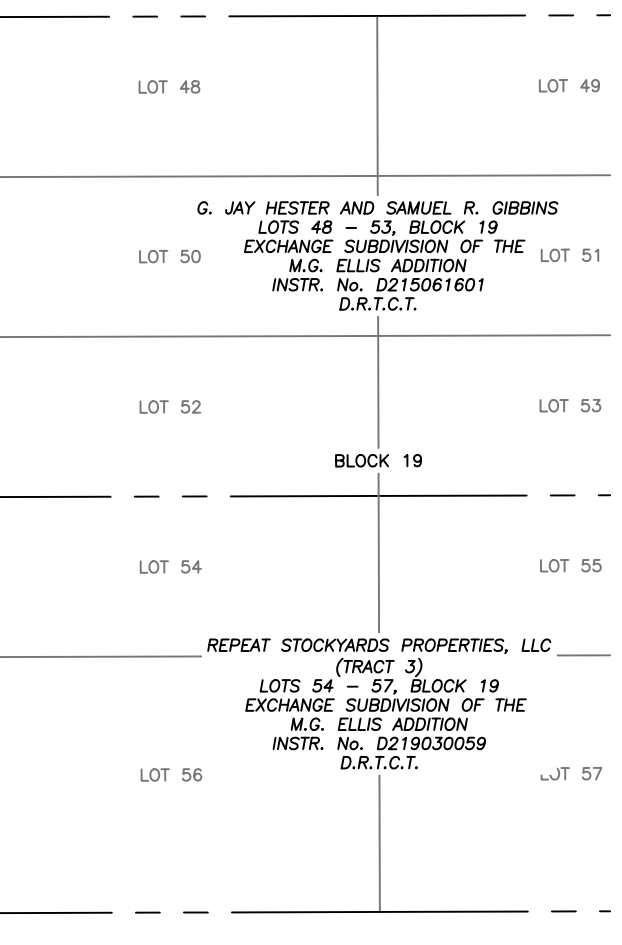 LOT 48
LOT 49
G. JAY HESTER AND SAMUEL R. GIBBINS
LOTS 48 – 53, BLOCK 19
EXCHANGE SUBDIVISION OF THE
M.G. ELLIS ADDITION
INSTR. No. D215061601
D.R.T.C.T.
LOT 50
LOT 51
LOT 52
LOT 53
BLOCK 19
LOT 54
LOT 55
REPEAT STOCKYARDS PROPERTIES, LLC
(TRACT 3)
LOTS 54 – 57, BLOCK 19
EXCHANGE SUBDIVISION OF THE
M.G. ELLIS ADDITION
INSTR. No. D219030059
D.R.T.C.T.
LOT 56
LOT 57